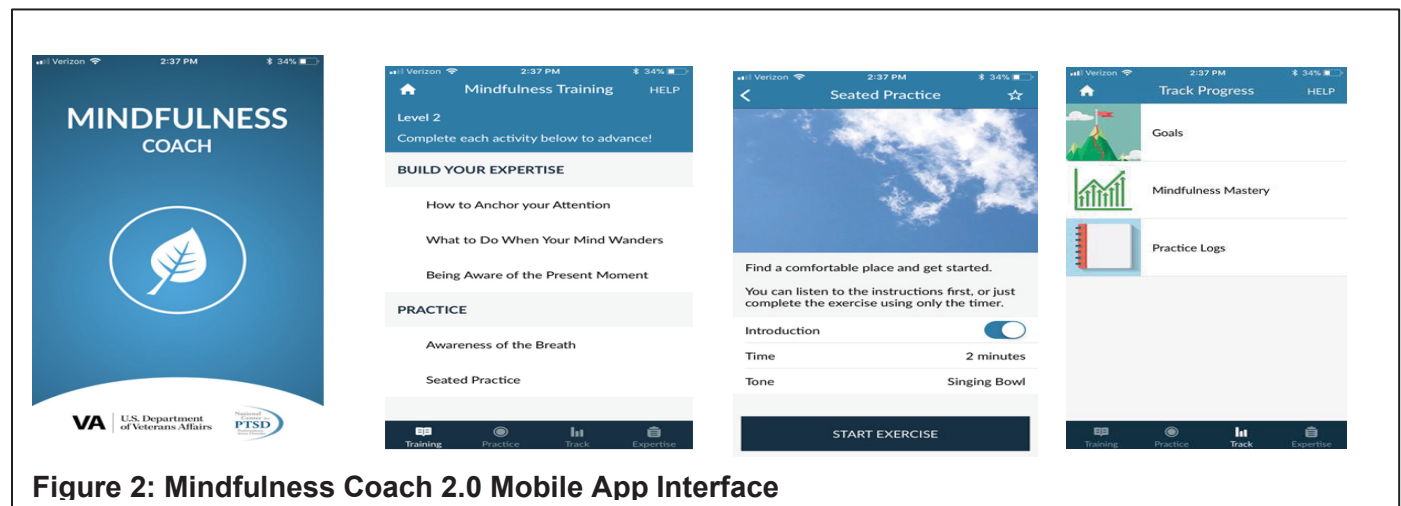 Verizon 2:37 PM 34%
MINDFULNESS
COACH
VA U.S. Department
of Veterans Affairs
National
Center for
PTSD
Verizon 2:37 PM 34%
Mindfulness Training HELP
Level 2
Complete each activity below to advance!
BUILD YOUR EXPERTISE
How to Anchor your Attention
What to Do When Your Mind Wanders
Being Aware of the Present Moment
PRACTICE
Awareness of the Breath
Seated Practice
Training Practice Track Expertise
Verizon 2:37 PM 34%
Seated Practice
Find a comfortable place and get started.
You can listen to the instructions first, or just
complete the exercise using only the timer.
Introduction
Time 2 minutes
Tone Singing Bowl
START EXERCISE
Verizon 2:37 PM 34%
Track Progress HELP
Goals
Mindfulness Mastery
Practice Logs
Training Practice Track Expertise
Figure 2: Mindfulness Coach 2.0 Mobile App Interface